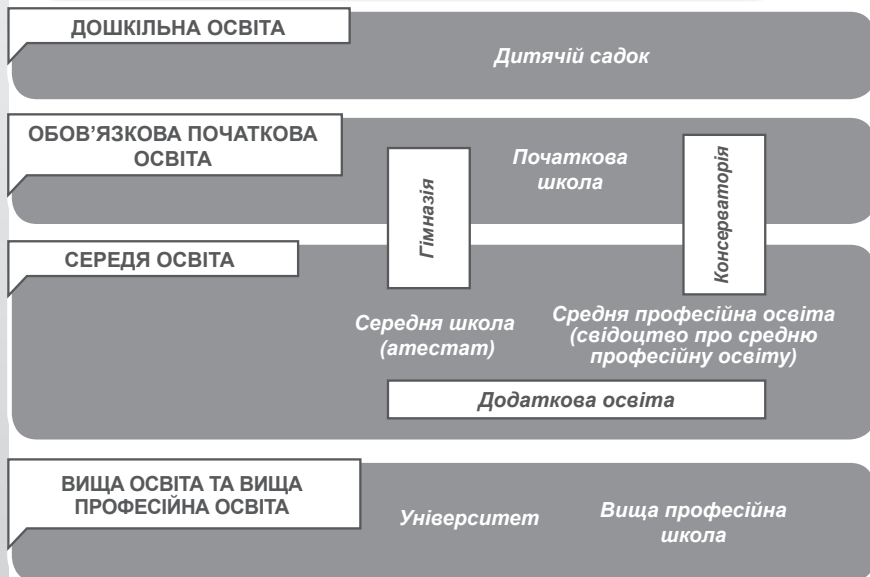 ДОШКІЛЬНА ОСВІТА
Дитячій садок
ОБОВ’ЯЗКОВА ПОЧАТКОВА
ОСВІТА
Гімназія
Початкова
школа
Консерваторія
СЕРЕДЯ ОСВІТА
Середня школа
(атестат)
Средня професійна освіта
(свідоцтво про средню
професійну освіту)
Додаткова освіта
ВИЩА ОСВІТА ТА ВИЩА
ПРОФЕСІЙНА ОСВІТА
Університет
Вища професійна
школа